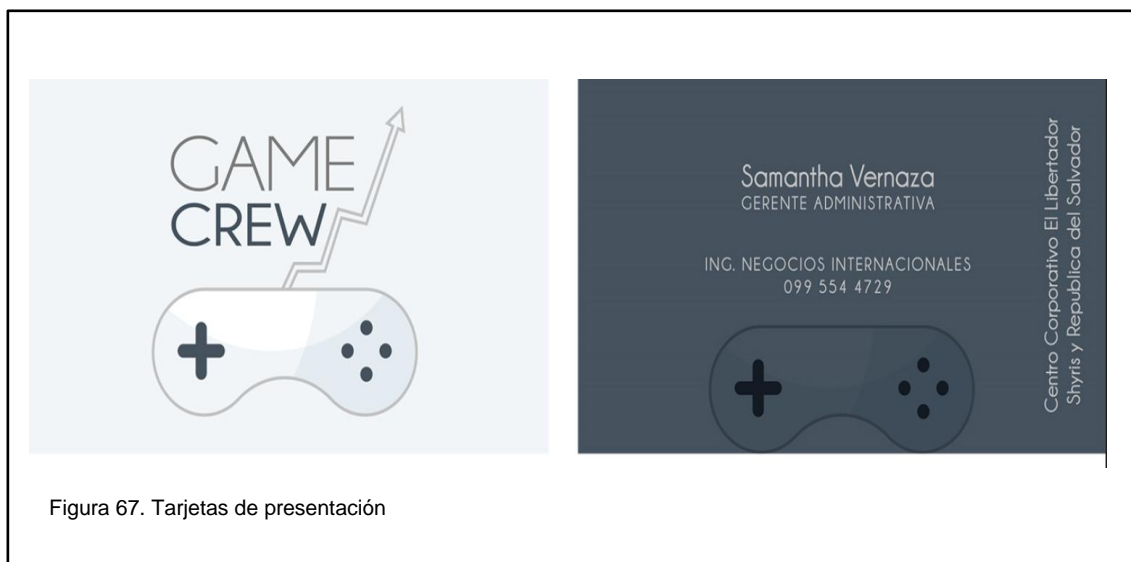 GAME
CREW
Samantha Vernaza
GERENTE ADMINISTRATIVA
ING. NEGOCIOS INTERNACIONALES
099 554 4729
Centro Corporativo El Libertador
Shyris y Republica del Salvador
Figura 67. Tarjetas de presentación